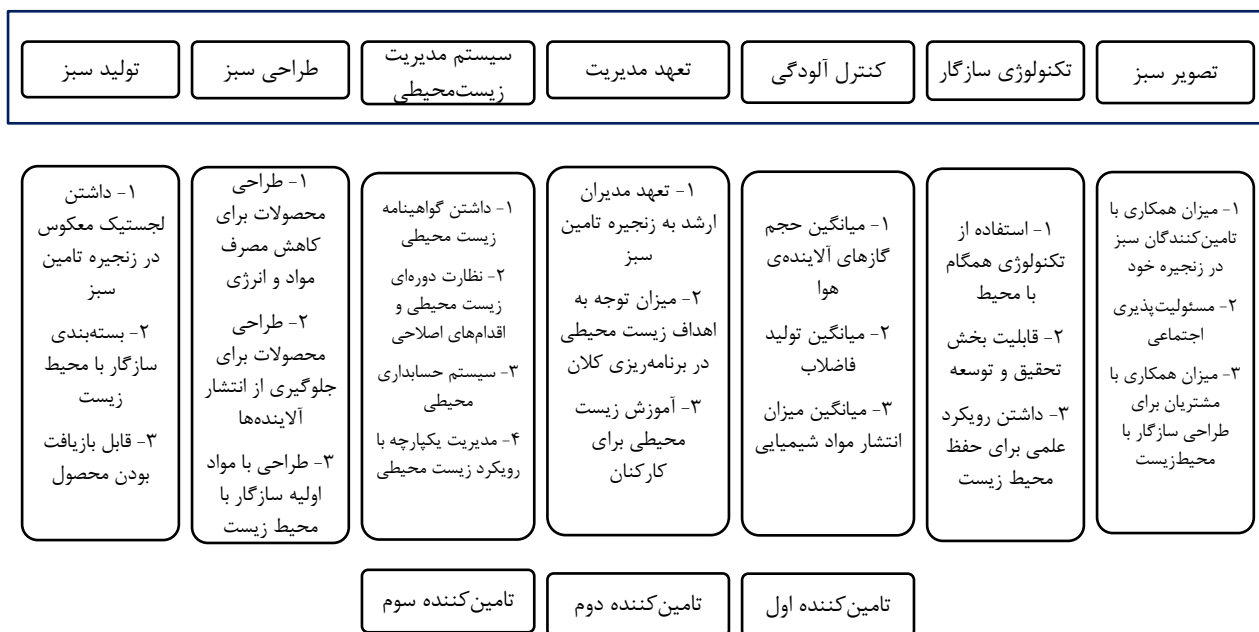 تصویر سبز
تکنولوژی سازگار
کنترل آلودگی
تعهد مدیریت
سیستم مدیریت
زیست‌محیطی
طراحی سبز
تولید سبز
۱- میزان همکاری با
تامین‌کنندگان سبز
در زنجیره خود
۲- مسئولیت‌پذیری
اجتماعی
۳- میزان همکاری با
مشتریان برای
طراحی سازگار با
محیط‌زیست
۱- استفاده از
تکنولوژی همگام
با محیط
۲- قابلیت بخش
تحقیق و توسعه
۳- داشتن رویکرد
علمی برای حفظ
محیط زیست
۱- میانگین حجم
گازهای آلاینده‌ی
هوا
۲- میانگین تولید
فاضلاب
۳- میانگین میزان
انتشار مواد شیمیایی
۱- تعهد مدیران
ارشد به زنجیره تامین
سبز
۲- میزان توجه به
اهداف زیست محیطی
در برنامه‌ریزی کلان
۳- آموزش زیست
محیطی برای
کارکنان
۱- داشتن گواهینامه
زیست محیطی
۲- نظارت دوره‌ای
زیست محیطی و
اقدام‌های اصلاحی
۳- سیستم حسابداری
محیطی
۴- مدیریت یکپارچه با
رویکرد زیست محیطی
۱- طراحی
محصولات برای
کاهش مصرف
مواد و انرژی
۲- طراحی
محصولات برای
جلوگیری از انتشار
آلاینده‌ها
۳- طراحی با مواد
اولیه سازگار با
محیط زیست
۱- داشتن
لجستیک معکوس
در زنجیره تامین
سبز
۲- بسته‌بندی
سازگار با محیط
زیست
۳- قابل بازیافت
بودن محصول
تامین‌کننده اول
تامین‌کننده دوم
تامین‌کننده سوم